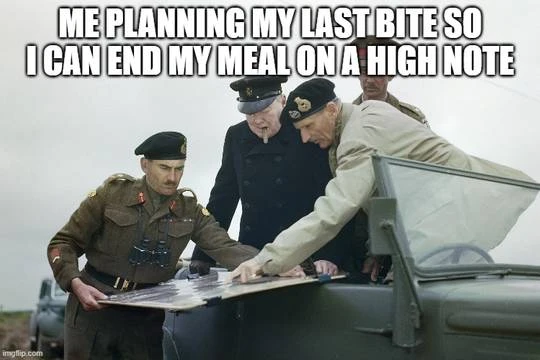 ME PLANNING MY LAST BITE SO
I CAN END MY MEAL ON A HIGH NOTE
imgflip.com